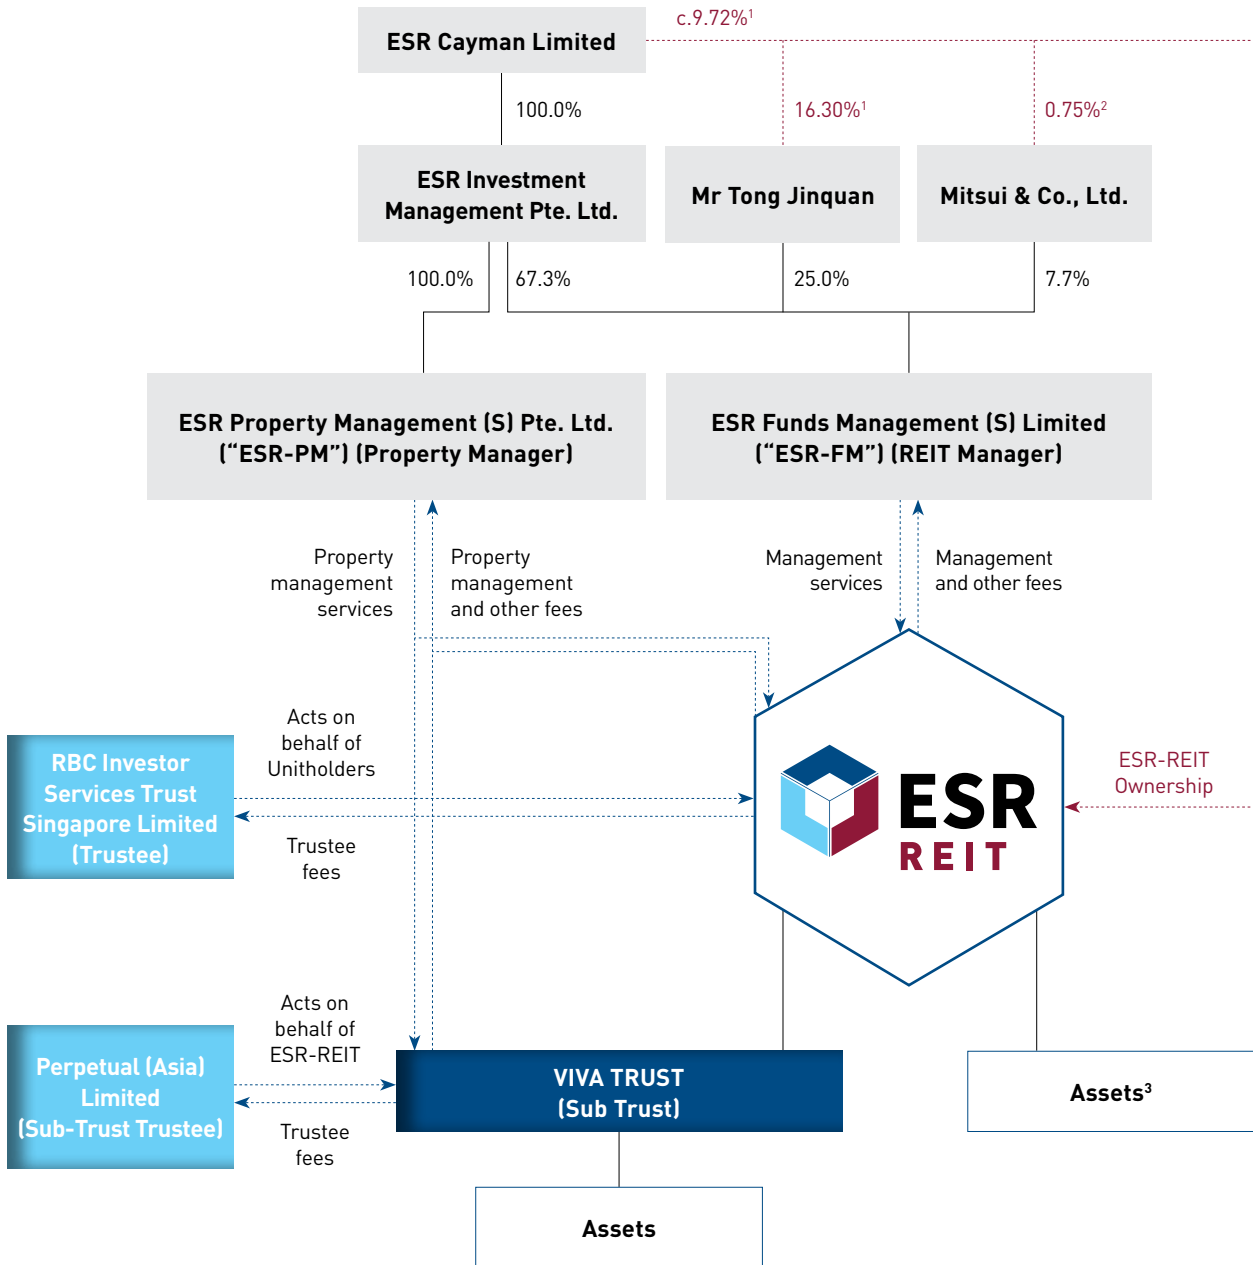 c.9.72%¹
ESR Cayman Limited
100.0%
16.30%¹
0.75%²
ESR Investment
Management Pte. Ltd.
Mr Tong Jinquan
Mitsui & Co., Ltd.
100.0%
67.3%
25.0%
7.7%
ESR Property Management (S) Pte. Ltd.
(“ESR-PM”) (Property Manager)
ESR Funds Management (S) Limited
(“ESR-FM”) (REIT Manager)
Property
management
services
Property
management
and other fees
Management
services
Management
and other fees
Acts on
behalf of
Unitholders
RBC Investor
Services Trust
Singapore Limited
(Trustee)
Trustee
fees
ESR
REIT
ESR-REIT
Ownership
Acts on
behalf of
ESR-REIT
Perpetual (Asia)
Limited
(Sub-Trust Trustee)
Trustee
fees
VIVA TRUST
(Sub Trust)
Assets³
Assets